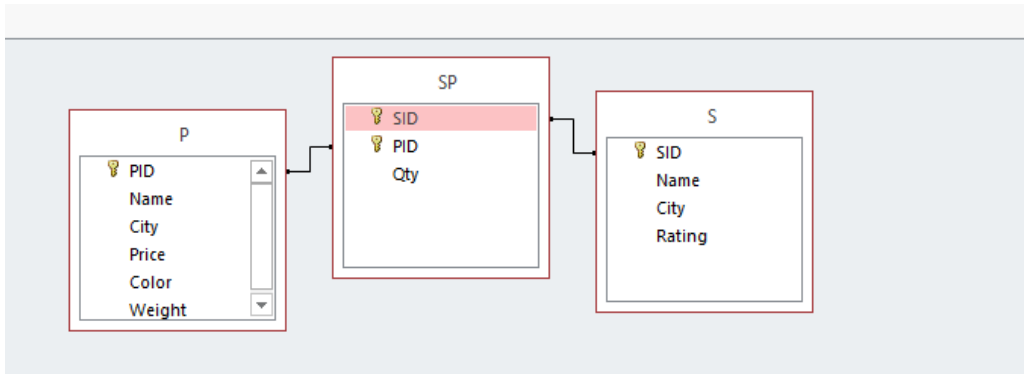 P
PID
Name
City
Price
Color
Weight
SP
SID
PID
Qty
S
SID
Name
City
Rating